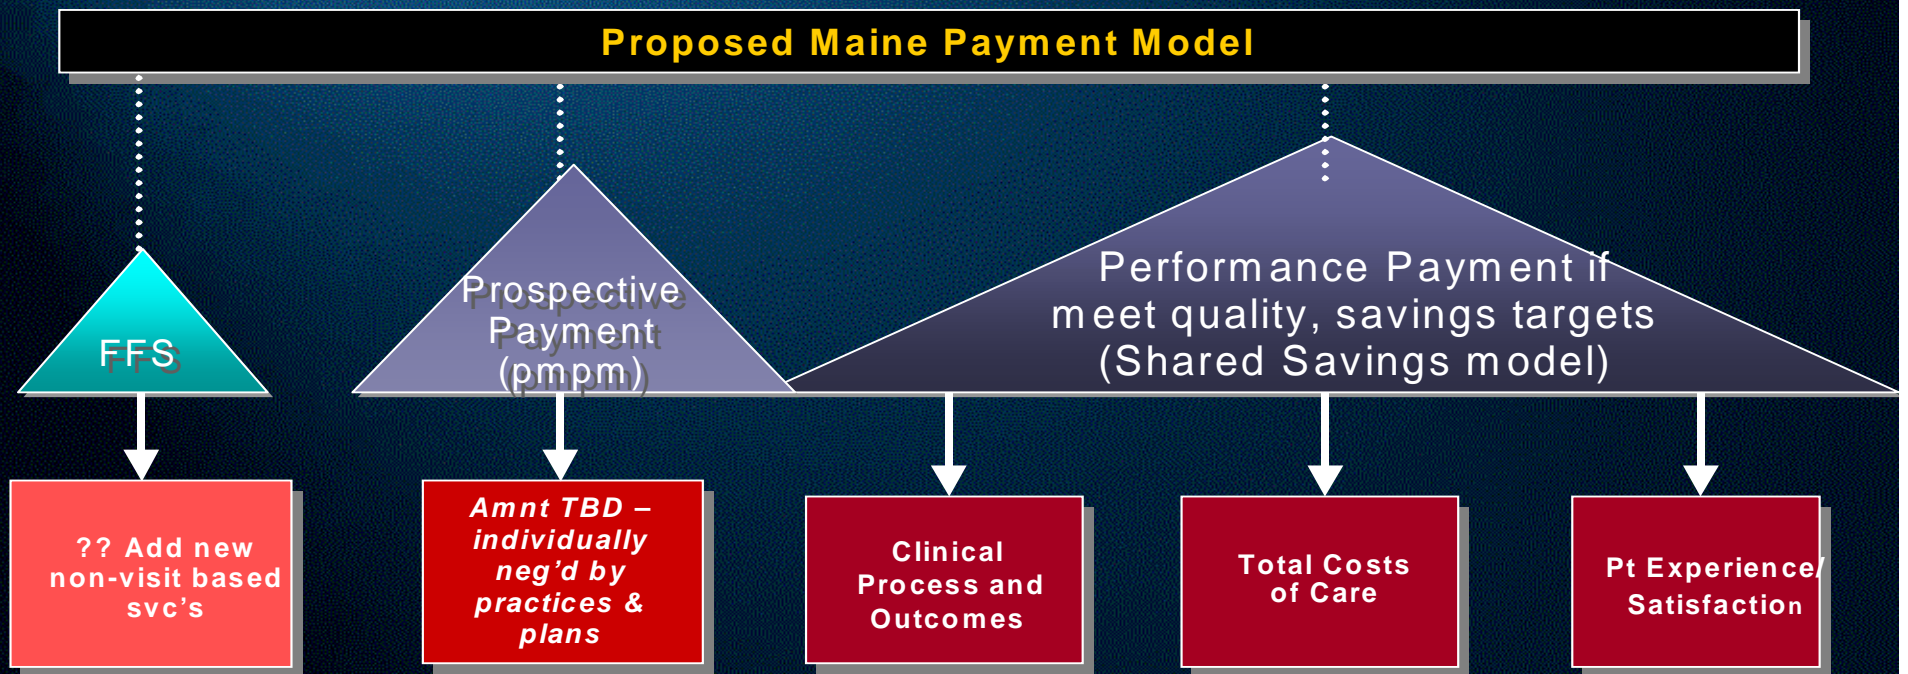 Proposed Maine Payment Model
FFS
Prospective
Payment
(pmpm)
Performance Payment if
meet quality, savings targets
(Shared Savings model)
?? Add new
non-visit based
svc's
Amnt TBD –
individually
neg'd by
practices &
plans
Clinical
Process and
Outcomes
Total Costs
of Care
Pt Experience/
Satisfaction